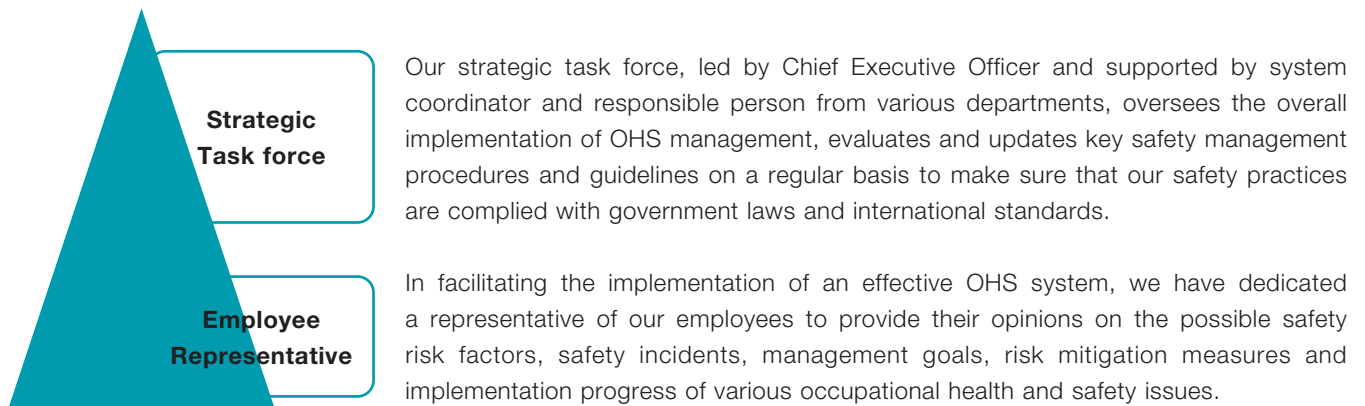 Strategic
Task force
Our strategic task force, led by Chief Executive Officer and supported by system
coordinator and responsible person from various departments, oversees the overall
implementation of OHS management, evaluates and updates key safety management
procedures and guidelines on a regular basis to make sure that our safety practices
are complied with government laws and international standards.
Employee
Representative
In facilitating the implementation of an effective OHS system, we have dedicated
a representative of our employees to provide their opinions on the possible safety
risk factors, safety incidents, management goals, risk mitigation measures and
implementation progress of various occupational health and safety issues.